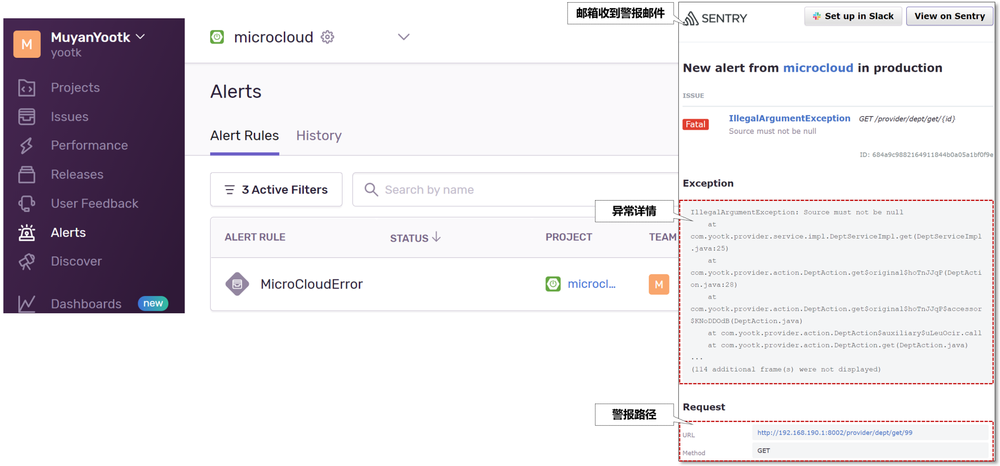 MuyanYootk
yootk
Projects
Issues
Performance
Releases
User Feedback
Alerts
Discover
Dashboards new
microcloud
Alerts
Alert Rules History
3 Active Filters Search by name
ALERT RULE STATUS PROJECT TEAM
MicroCloudError microcl... M
M
邮箱收到警报邮件
SENTRY Set up in Slack View on Sentry
New alert from microcloud in production
ISSUE
Fatal IllegalArgumentException GET /provider/dept/get/{id}
Source must not be null
ID: 684a9c9882164911844b0a05a1bf0f9e
Exception
异常详情
IllegalArgumentException: Source must not be null
at
com.yootk.provider.service.impl.DeptServiceImpl.get(DeptServiceImpl
.java:25)
at
com.yootk.provider.action.DeptAction.get$original$hoTnJJqP(DeptActi
on.java:28)
at
com.yootk.provider.action.DeptAction.get$original$hoTnJJqP$accessor
$KNoDDOdB(DeptAction.java)
at com.yootk.provider.action.DeptAction$auxiliary$uLeuOcir.call
at com.yootk.provider.action.DeptAction.get(DeptAction.java)
...
(114 additional frame(s) were not displayed)
Request
警报路径
URL http://192.168.190.1:8002/provider/dept/get/99
Method GET